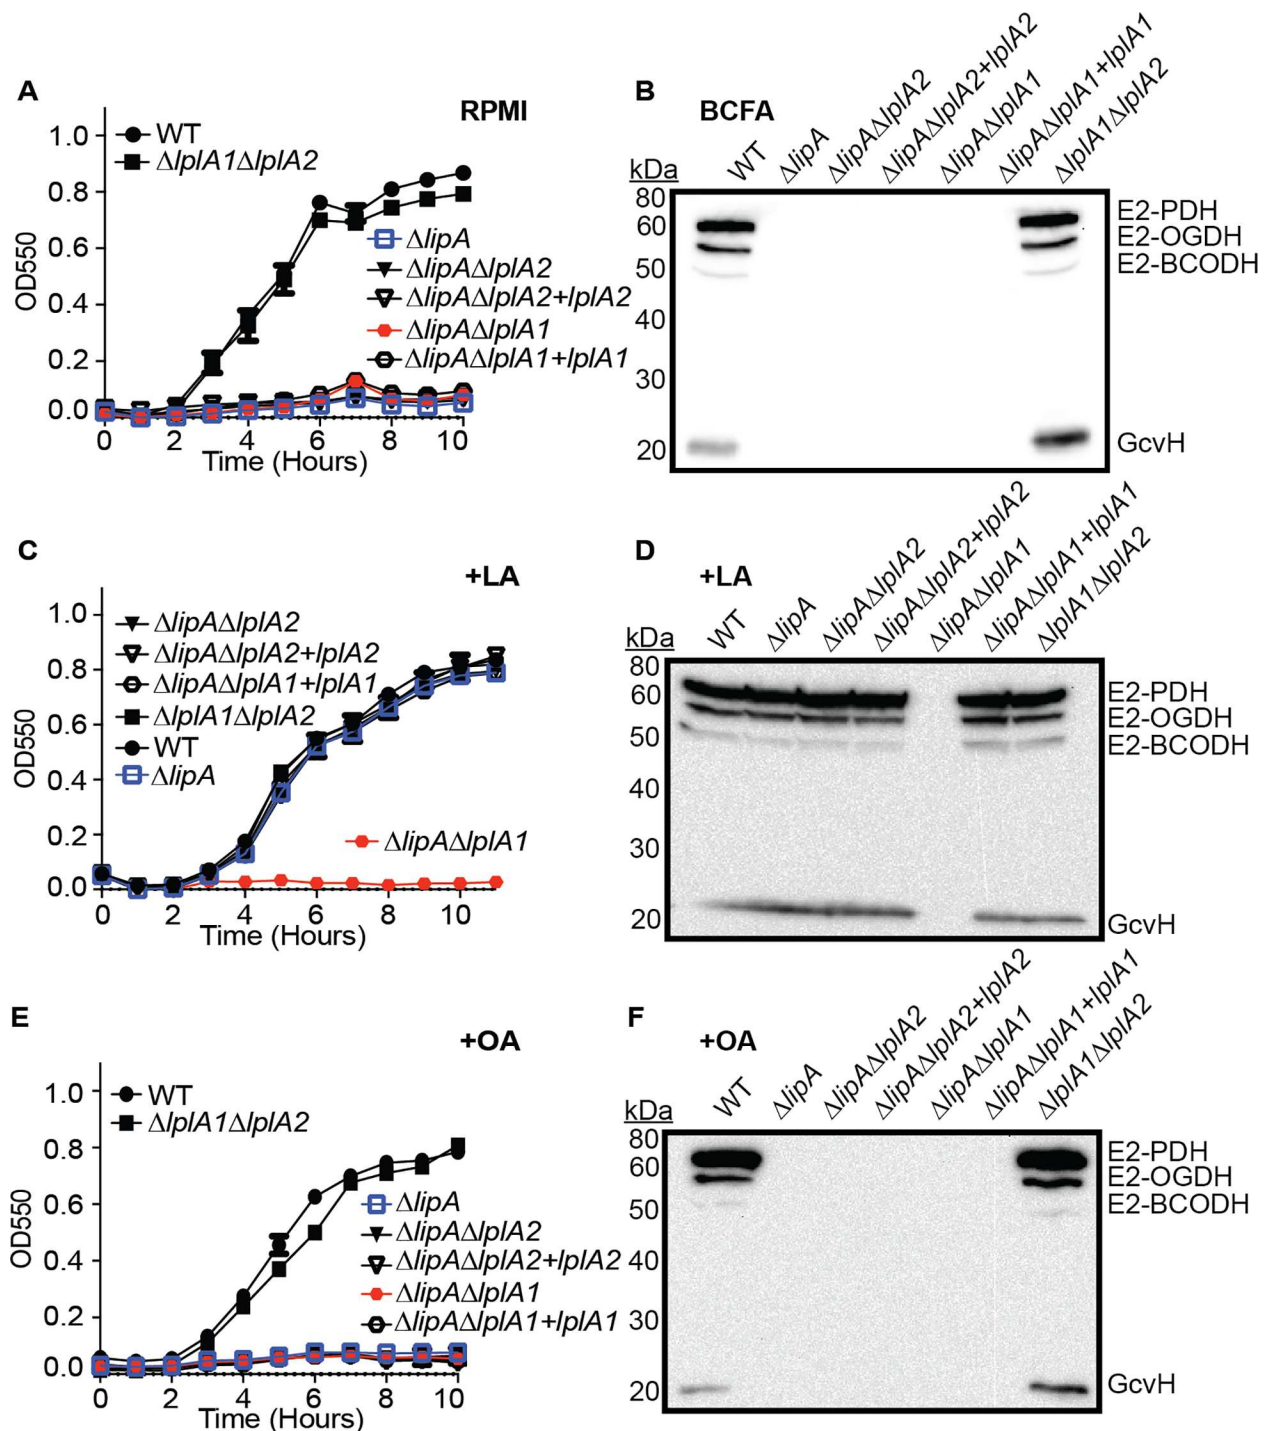 A
RPMI
1.0
0.8
0.6
0.4
0.2
0.0
OD550
0 2 4 6 8 10
Time (Hours)
WT
ΔlplA1ΔlplA2
ΔlipA
ΔlipAΔlplA2
ΔlipAΔlplA2+lplA2
ΔlipAΔlplA1
ΔlipAΔlplA1+lplA1
B
BCFA
WT
ΔlipA
ΔlipAΔlplA2
ΔlipAΔlplA2+lplA2
ΔlipAΔlplA1
ΔlipAΔlplA1+lplA1
ΔlplA1ΔlplA2
kDa
80
60
50
40
30
20
E2-PDH
E2-OGDH
E2-BCODH
GcvH
C
+LA
1.0
0.8
0.6
0.4
0.2
0.0
OD550
0 2 4 6 8 10
Time (Hours)
ΔlipAΔlplA2
ΔlipAΔlplA2+lplA2
ΔlipAΔlplA1+lplA1
ΔlplA1ΔlplA2
WT
ΔlipA
ΔlipAΔlplA1
D
+LA
WT
ΔlipA
ΔlipAΔlplA2
ΔlipAΔlplA2+lplA2
ΔlipAΔlplA1
ΔlipAΔlplA1+lplA1
ΔlplA1ΔlplA2
kDa
80
60
50
40
30
20
E2-PDH
E2-OGDH
E2-BCODH
GcvH
E
+OA
1.0
0.8
0.6
0.4
0.2
0.0
OD550
0 2 4 6 8 10
Time (Hours)
WT
ΔlplA1ΔlplA2
ΔlipA
ΔlipAΔlplA2
ΔlipAΔlplA2+lplA2
ΔlipAΔlplA1
ΔlipAΔlplA1+lplA1
F
+OA
WT
ΔlipA
ΔlipAΔlplA2
ΔlipAΔlplA2+lplA2
ΔlipAΔlplA1
ΔlipAΔlplA1+lplA1
ΔlplA1ΔlplA2
kDa
80
60
50
40
30
20
E2-PDH
E2-OGDH
E2-BCODH
GcvH